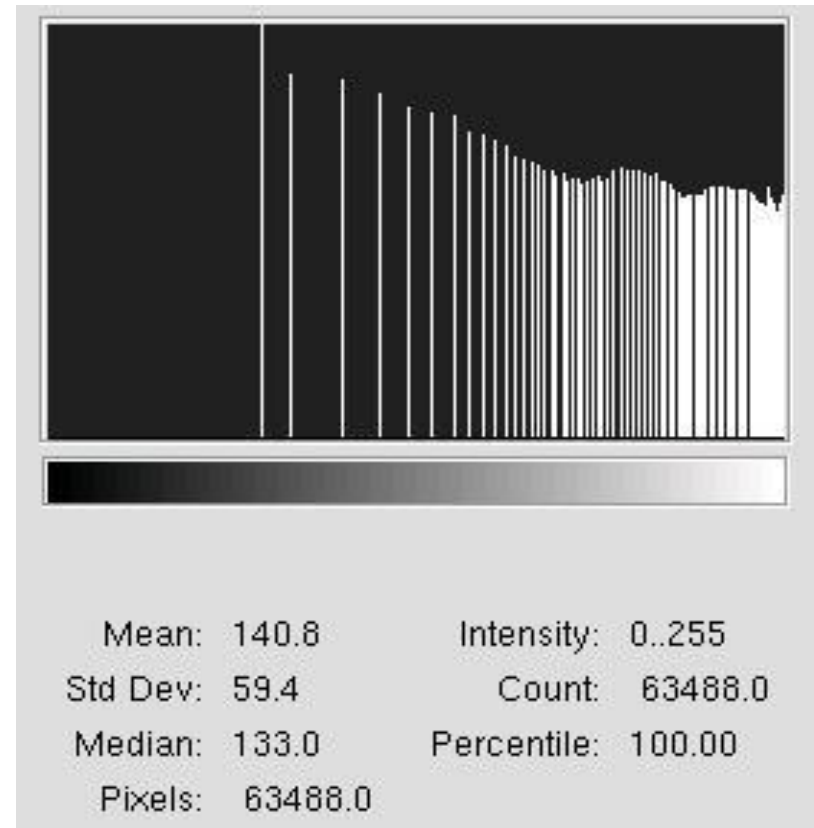 Mean: 140.8 Intensity: 0..255
Std Dev: 59.4 Count: 63488.0
Median: 133.0 Percentile: 100.00
Pixels: 63488.0